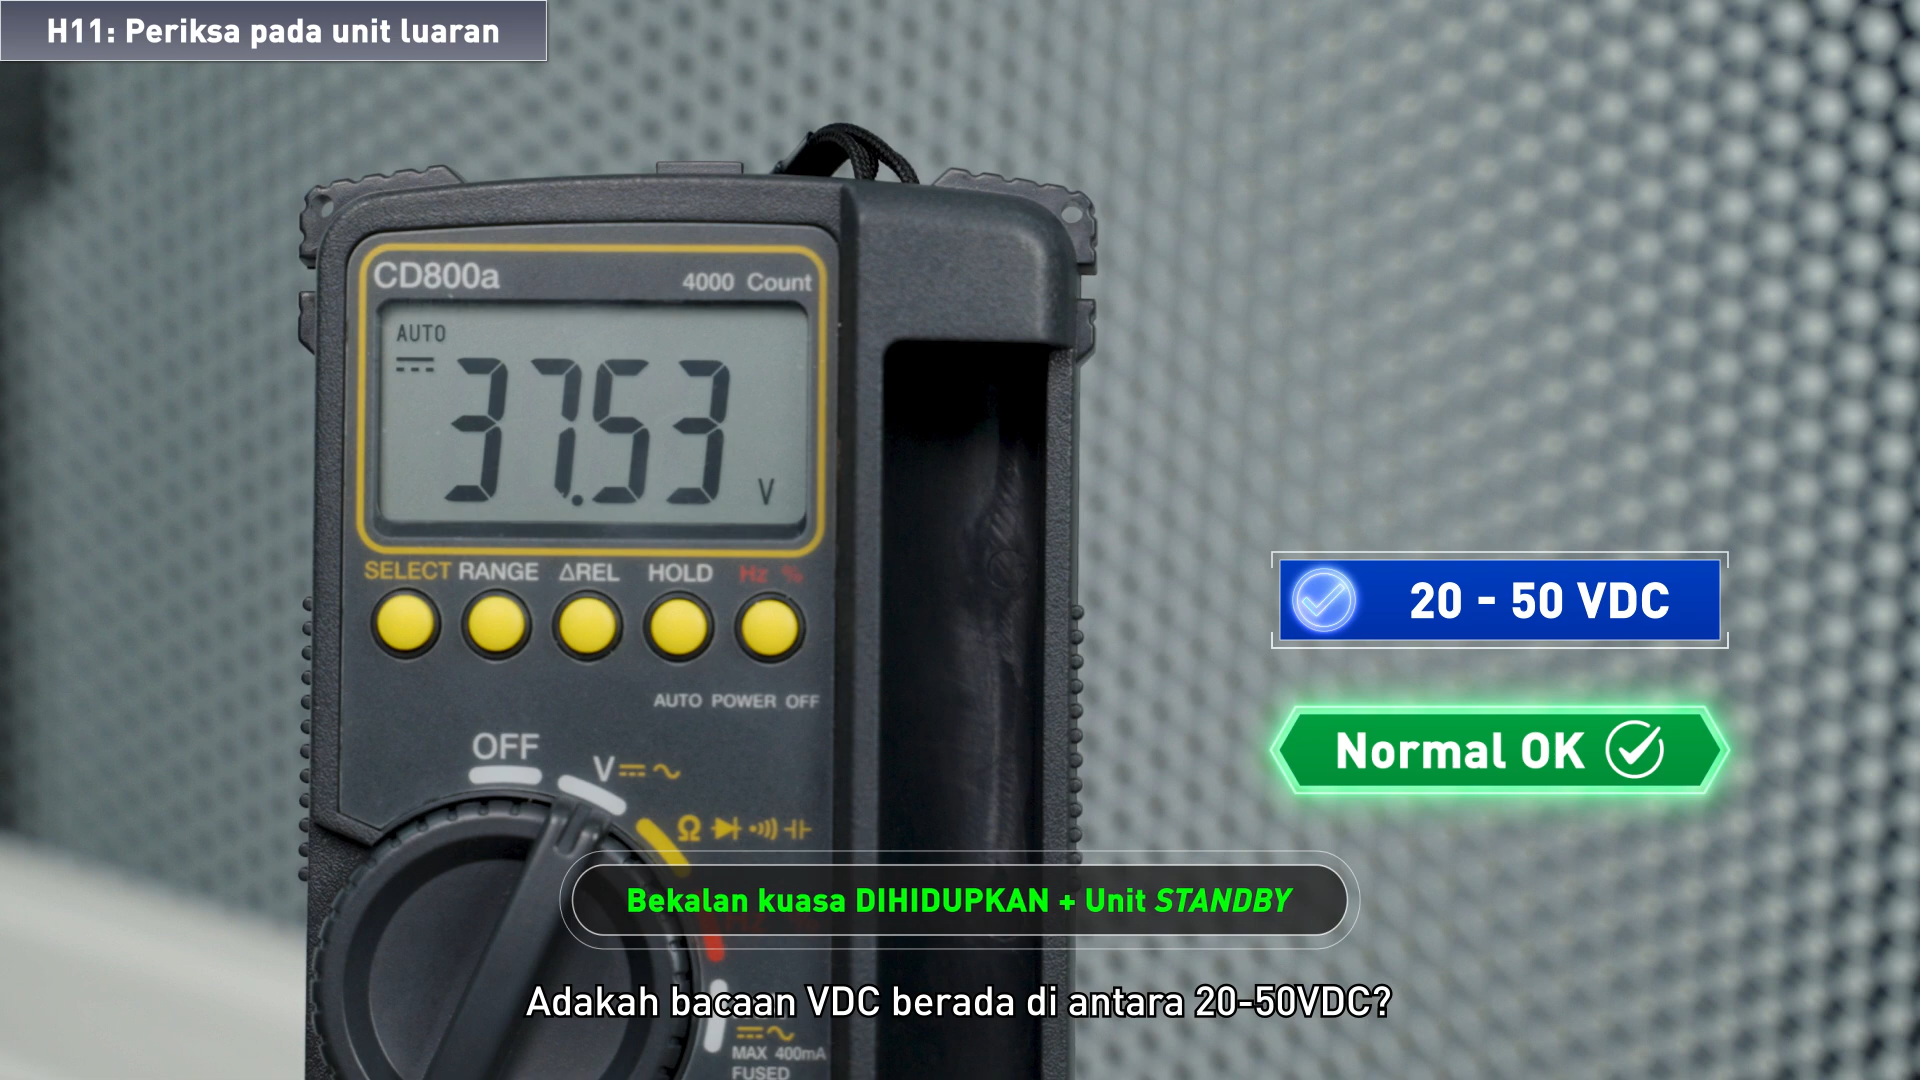 H11: Periksa pada unit luaran
CD800a
4000 Count
AUTO
37.53
V
SELECT RANGE ΔREL HOLD Hz %
AUTO POWER OFF
OFF
V
Ω
20 - 50 VDC
Normal OK
Bekalan kuasa DIHIDUPKAN + Unit STANDBY
Adakah bacaan VDC berada di antara 20-50VDC?
MAX 400mA
FUSED